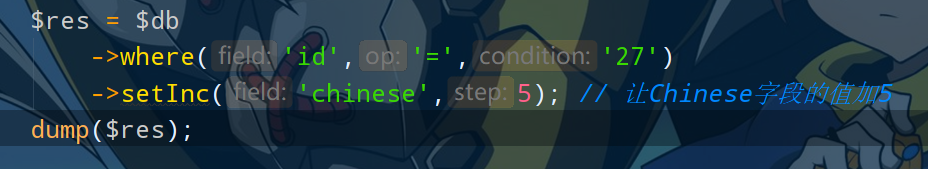 $res = $db
->where( field: 'id', op: '=', condition: '27')
->setInc( field: 'chinese', step: 5); // 让Chinese字段的值加5
dump($res);